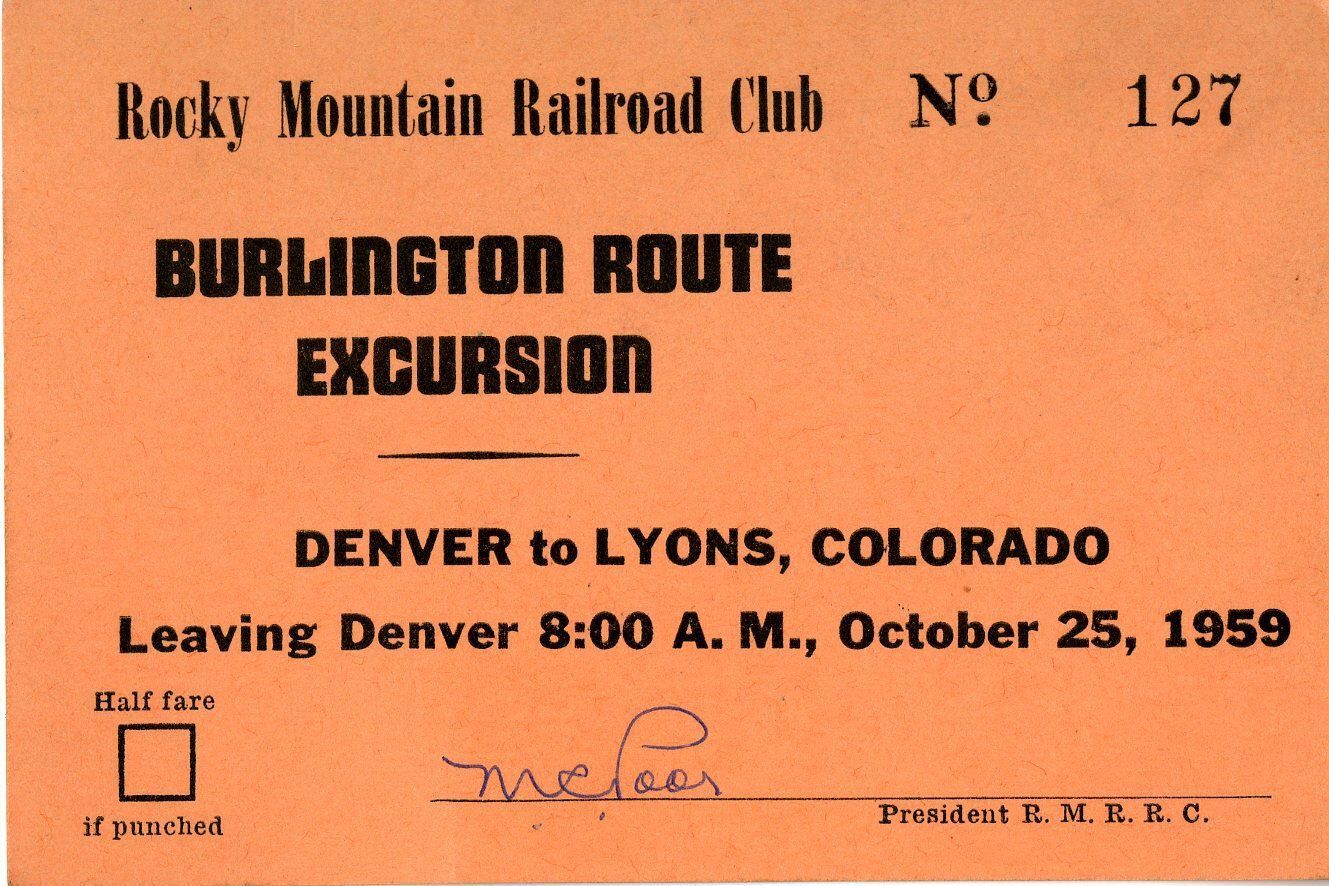 Rocky Mountain Railroad Club Nº 127
BURLINGTON ROUTE
EXCURSION
DENVER to LYONS, COLORADO
Leaving Denver 8:00 A. M., October 25, 1959
Half fare
if punched
M C Poor
President R. M. R. R. C.